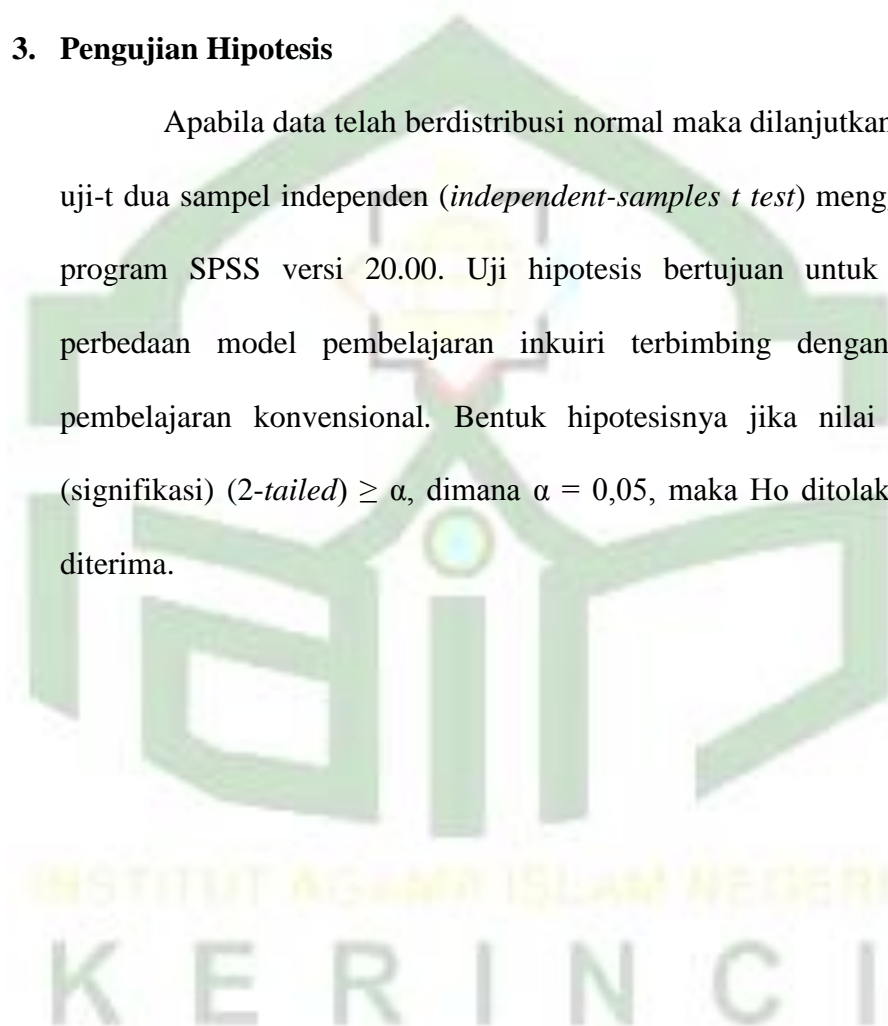 3. Pengujian Hipotesis
Apabila data telah berdistribusi normal maka dilanjutkan
uji-t dua sampel independen (independent-samples t test) meng
program SPSS versi 20.00. Uji hipotesis bertujuan untuk
perbedaan model pembelajaran inkuiri terbimbing dengan
pembelajaran konvensional. Bentuk hipotesisnya jika nilai
(signifikasi) (2-tailed) ≥ α, dimana α = 0,05, maka Ho ditolak
diterima.
INSTITUT AGAMA ISLAM NEGERI
KERINCI